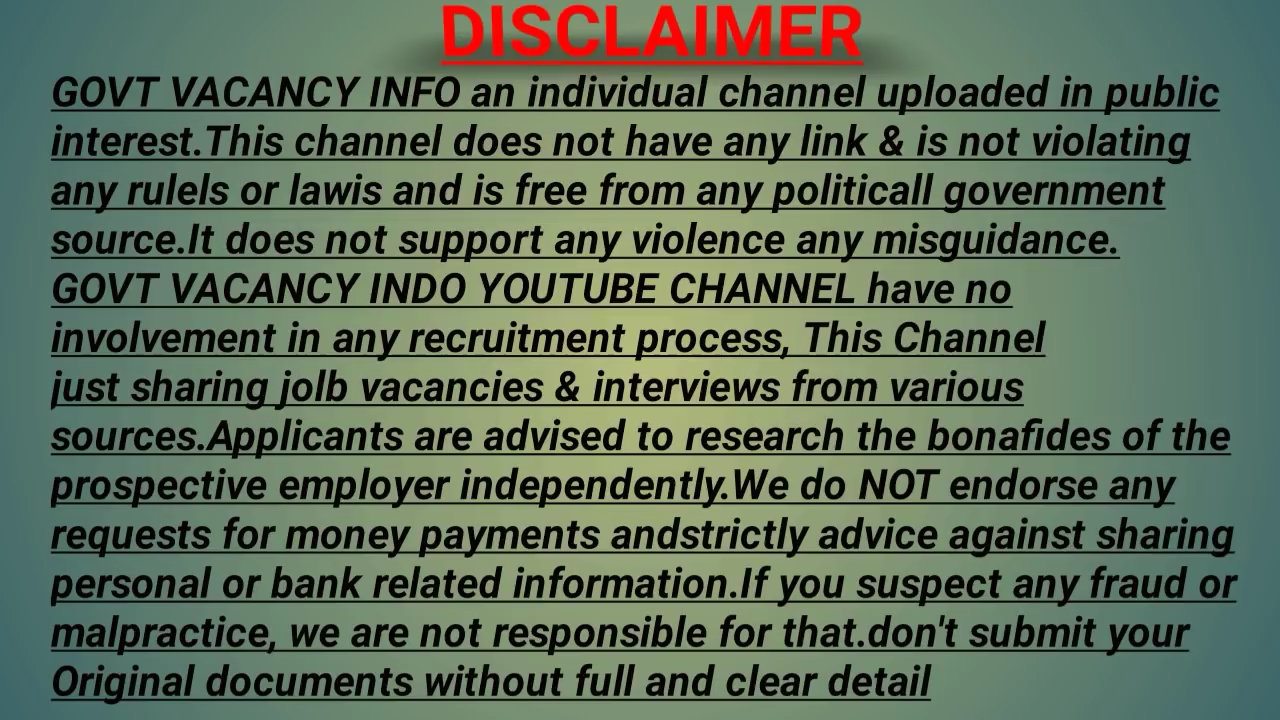 DISCLAIMER
GOVT VACANCY INFO an individual channel uploaded in public
interest.This channel does not have any link & is not violating
any rulels or lawis and is free from any politicall government
source.It does not support any violence any misguidance.
GOVT VACANCY INDO YOUTUBE CHANNEL have no
involvement in any recruitment process, This Channel
just sharing jolb vacancies & interviews from various
sources.Applicants are advised to research the bonafides of the
prospective employer independently.We do NOT endorse any
requests for money payments andstrictly advice against sharing
personal or bank related information.If you suspect any fraud or
malpractice, we are not responsible for that.don't submit your
Original documents without full and clear detail